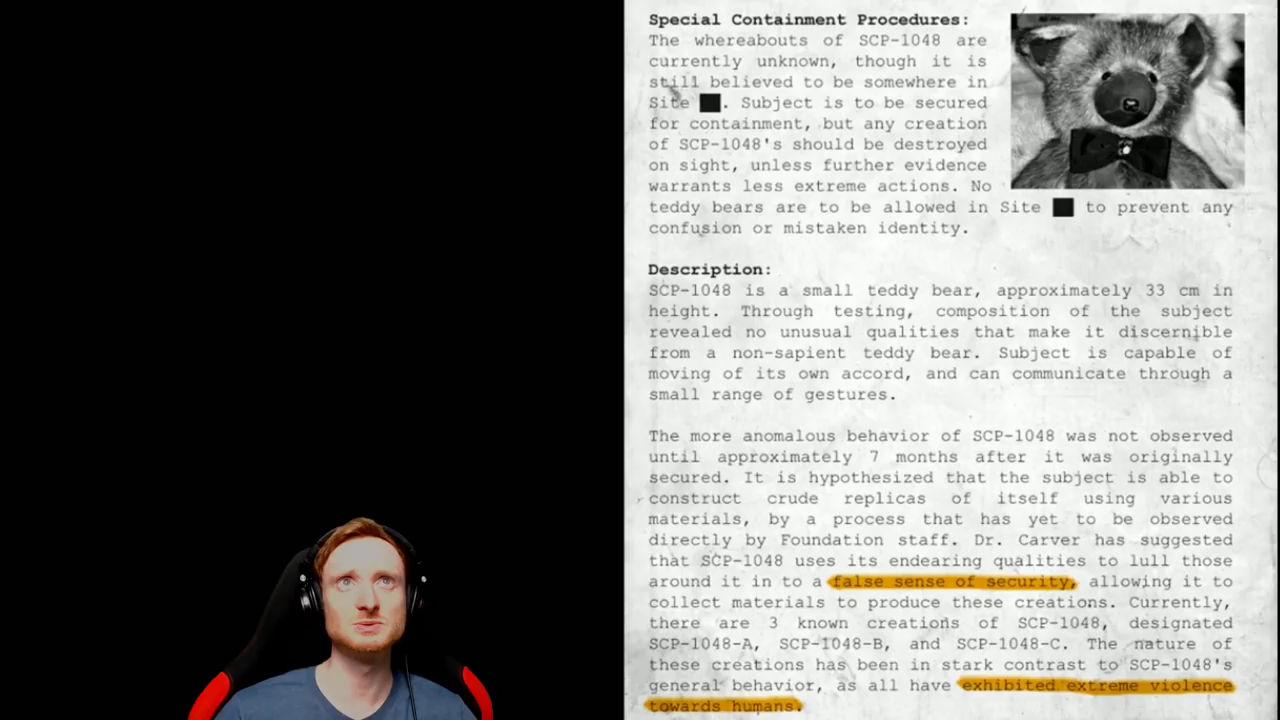 Special Containment Procedures:
The whereabouts of SCP-1048 are
currently unknown, though it is
still believed to be somewhere in
Site ■. Subject is to be secured
for containment, but any creation
of SCP-1048's should be destroyed
on sight, unless further evidence
warrants less extreme actions. No
teddy bears are to be allowed in Site ■ to prevent any
confusion or mistaken identity.
Description:
SCP-1048 is a small teddy bear, approximately 33 cm in
height. Through testing, composition of the subject
revealed no unusual qualities that make it discernible
from a non-sapient teddy bear. Subject is capable of
moving of its own accord, and can communicate through a
small range of gestures.
The more anomalous behavior of SCP-1048 was not observed
until approximately 7 months after it was originally
secured. It is hypothesized that the subject is able to
construct crude replicas of itself using various
materials, by a process that has yet to be observed
directly by Foundation staff. Dr. Carver has suggested
that SCP-1048 uses its endearing qualities to lull those
around it in to a false sense of security, allowing it to
collect materials to produce these creations. Currently,
there are 3 known creations of SCP-1048, designated
SCP-1048-A, SCP-1048-B, and SCP-1048-C. The nature of
these creations has been in stark contrast to SCP-1048's
general behavior, as all have exhibited extreme violence
towards humans.